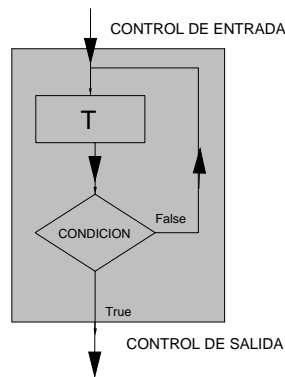 CONTROL DE ENTRADA
T
CONDICION
False
True
CONTROL DE SALIDA